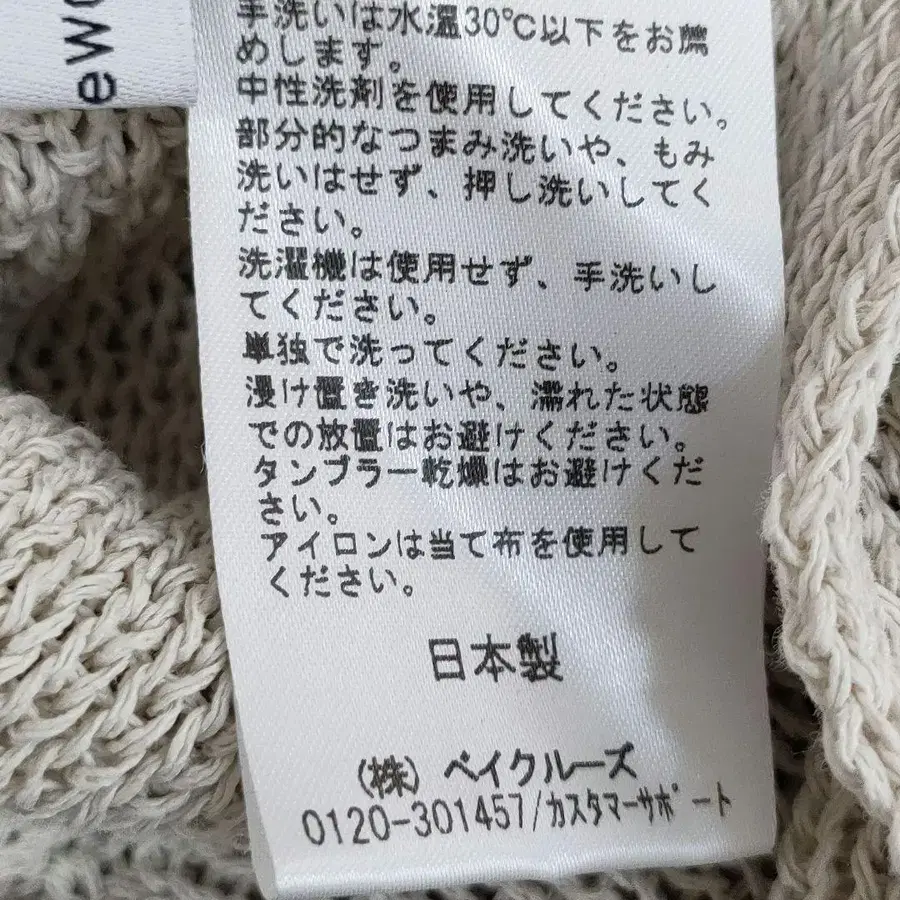 ewo
手洗いは水温30℃以下をお薦
めします。
中性洗剤を使用してください。
部分的なつまみ洗いや、もみ
洗いはせず、押し洗いしてく
ださい。
洗濯機は使用せず、手洗いし
てください。
単独で洗ってください。
浸け置き洗いや、濡れた状態
での放置はお避けください。
タンブラー乾燥はお避けくだ
さい。
アイロンは当て布を使用して
ください。
日本製
(株) ベイクルーズ
0120-301457/カスタマーサポート